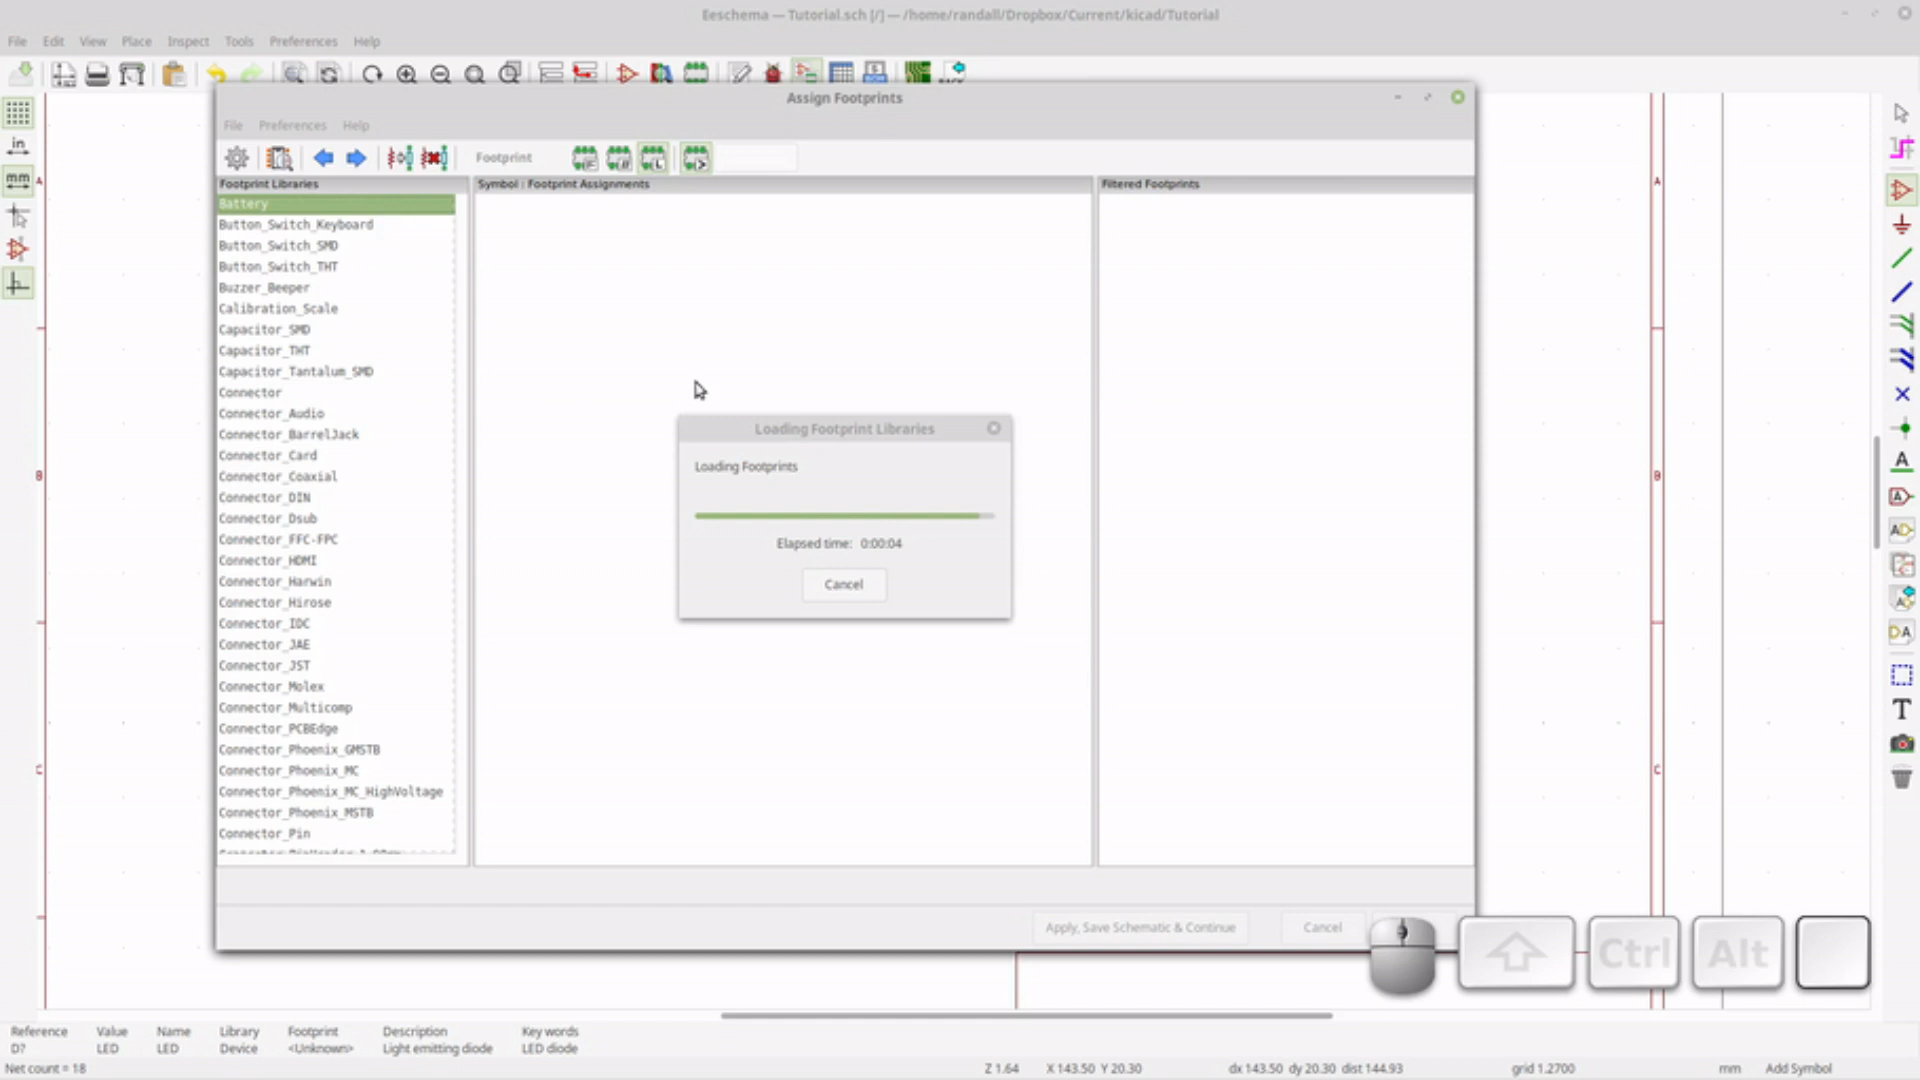 Eeschema — Tutorial.sch [/] — /home/randall/Dropbox/Current/kicad/Tutorial
File Edit View Place Inspect Tools Preferences Help
Assign Footprints
File Preferences Help
Footprint
Footprint Libraries
Symbol : Footprint Assignments
Filtered Footprints
in
mm
A
B
C
A
B
C
Battery
Button_Switch_Keyboard
Button_Switch_SMD
Button_Switch_THT
Buzzer_Beeper
Calibration_Scale
Capacitor_SMD
Capacitor_THT
Capacitor_Tantalum_SMD
Connector
Connector_Audio
Connector_BarrelJack
Connector_Card
Connector_Coaxial
Connector_DIN
Connector_Dsub
Connector_FFC-FPC
Connector_HDMI
Connector_Harwin
Connector_Hirose
Connector_IDC
Connector_JAE
Connector_JST
Connector_Molex
Connector_Multicomp
Connector_PCBEdge
Connector_Phoenix_GMSTB
Connector_Phoenix_MC
Connector_Phoenix_MC_HighVoltage
Connector_Phoenix_MSTB
Connector_Pin
Loading Footprint Libraries
Loading Footprints
Elapsed time: 0:00:04
Cancel
Apply, Save Schematic & Continue
Cancel
Ctrl
Alt
A
T
Reference Value Name Library Footprint Description Key words
D? LED LED Device <Unknown> Light emitting diode LED diode
Net count = 18
Z 1.64
X 143.50 Y 20.30
dx 143.50 dy 20.30 dist 144.93
grid 1.2700
mm
Add Symbol